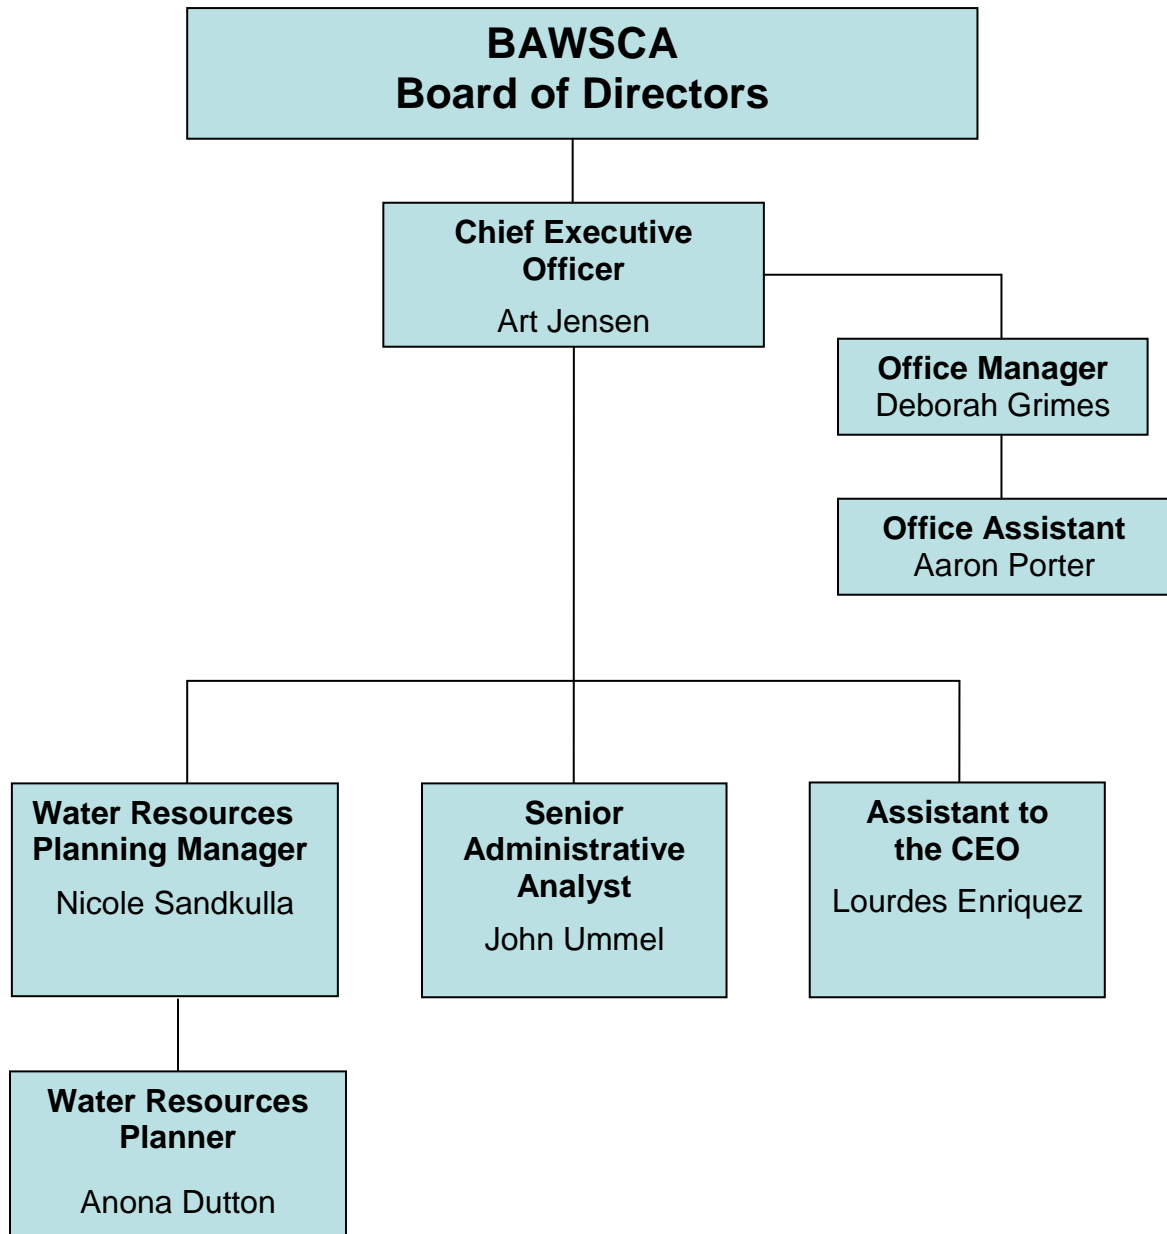 BAWSCA
Board of Directors
Chief Executive
Officer
Art Jensen
Office Manager
Deborah Grimes
Office Assistant
Aaron Porter
Water Resources
Planning Manager
Nicole Sandkulla
Senior
Administrative
Analyst
John Ummel
Assistant to
the CEO
Lourdes Enriquez
Water Resources
Planner
Anona Dutton